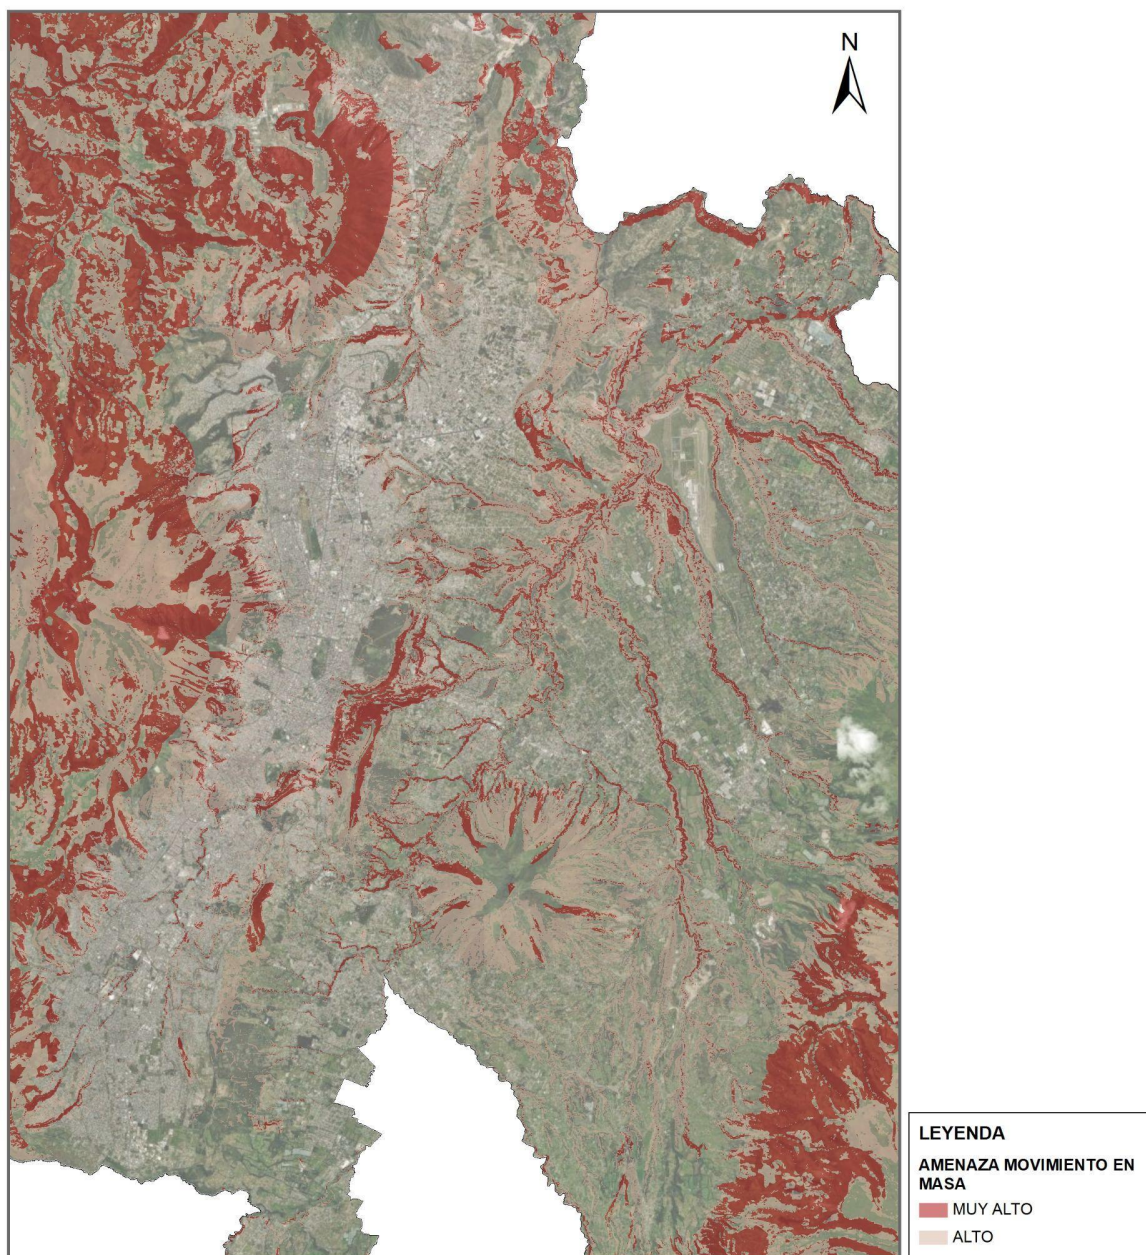 N
LEYENDA
AMENAZA MOVIMIENTO EN
MASA
MUY ALTO
ALTO